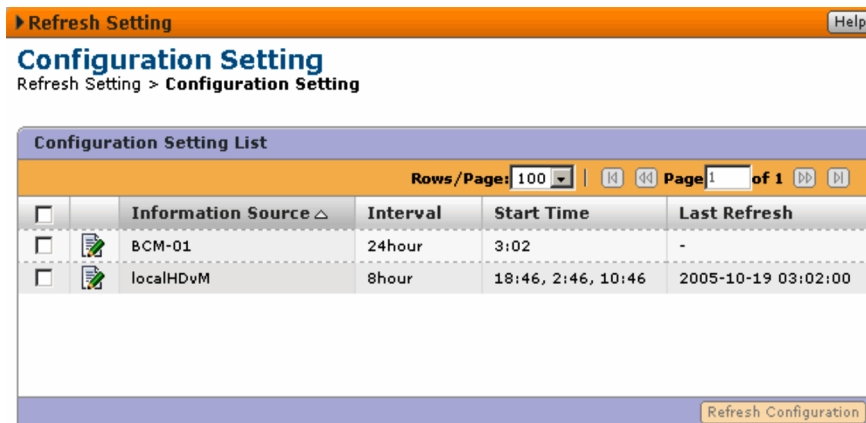 Refresh Setting Help
Configuration Setting
Refresh Setting > Configuration Setting
Configuration Setting List
Rows/Page: 100 | Page 1 of 1
Information Source Interval Start Time Last Refresh
BCM-01 24hour 3:02 -
localHDvM 8hour 18:46, 2:46, 10:46 2005-10-19 03:02:00
Refresh Configuration